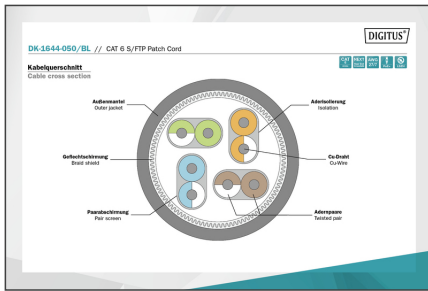 DIGITUS
DK-1644-050/BL // CAT 6 S/FTP Patch Cord
Kabelquerschnitt
Cable cross section
Außenmantel
Outer jacket
Aderisolierung
Isolation
Geflechtschirmung
Braid shield
Cu-Draht
Cu-Wire
Paarabschirmung
Pair screen
Adernpaare
Twisted pair